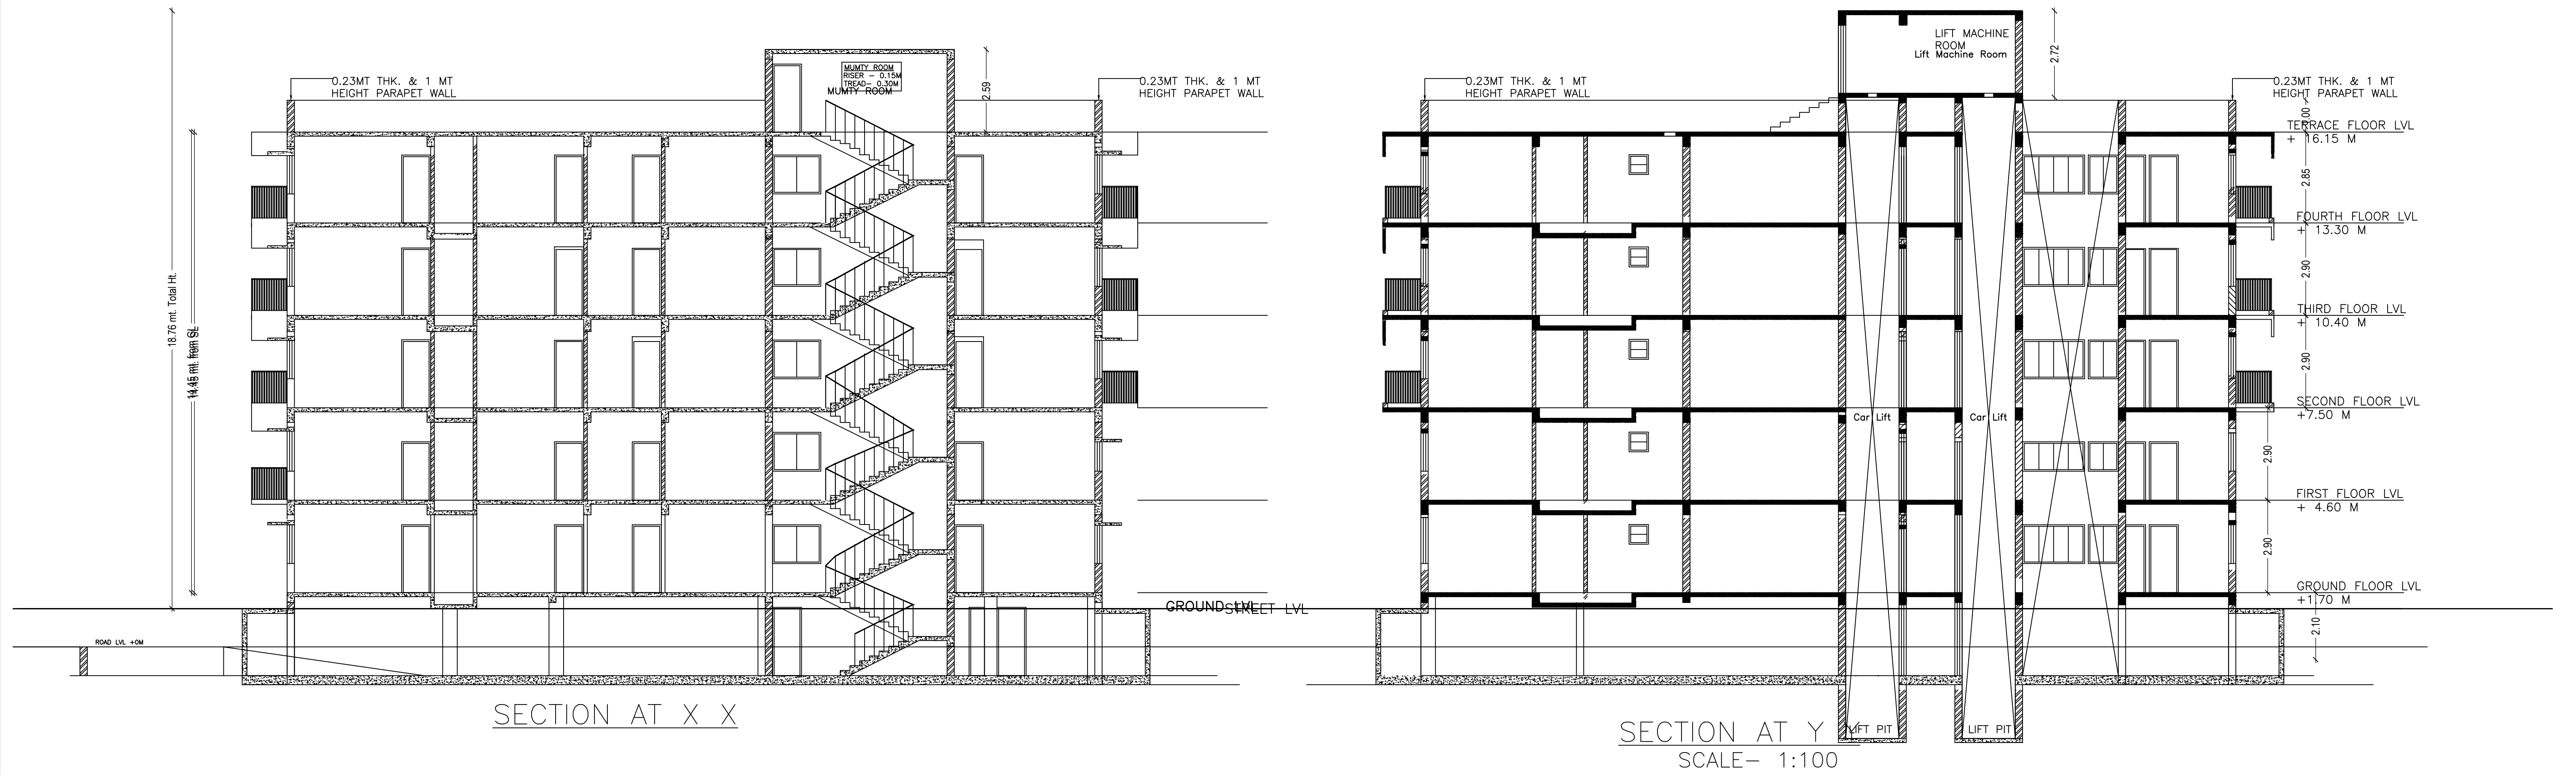 18.76 mt. Total Ht.
0.23MT THK. & 1 MT
HEIGHT PARAPET WALL
MUMTY ROOM
RISER - 0.15M
TREAD- 0.30M
MUMTY ROOM
2.59
0.23MT THK. & 1 MT
HEIGHT PARAPET WALL
ROAD LVL +0M
GROUND LVL
STREET LVL
SECTION AT X X
0.23MT THK. & 1 MT
HEIGHT PARAPET WALL
LIFT MACHINE
ROOM
Lift Machine Room
2.72
0.23MT THK. & 1 MT
HEIGHT PARAPET WALL
TERRACE FLOOR LVL
+ 16.15 M
2.85
FOURTH FLOOR LVL
+ 13.30 M
2.90
THIRD FLOOR LVL
+ 10.40 M
2.90
SECOND FLOOR LVL
+7.50 M
Car Lift
Car Lift
2.90
FIRST FLOOR LVL
+ 4.60 M
2.90
GROUND FLOOR LVL
+1.70 M
2.10
LIFT PIT
LIFT PIT
SECTION AT Y Y
SCALE- 1:100